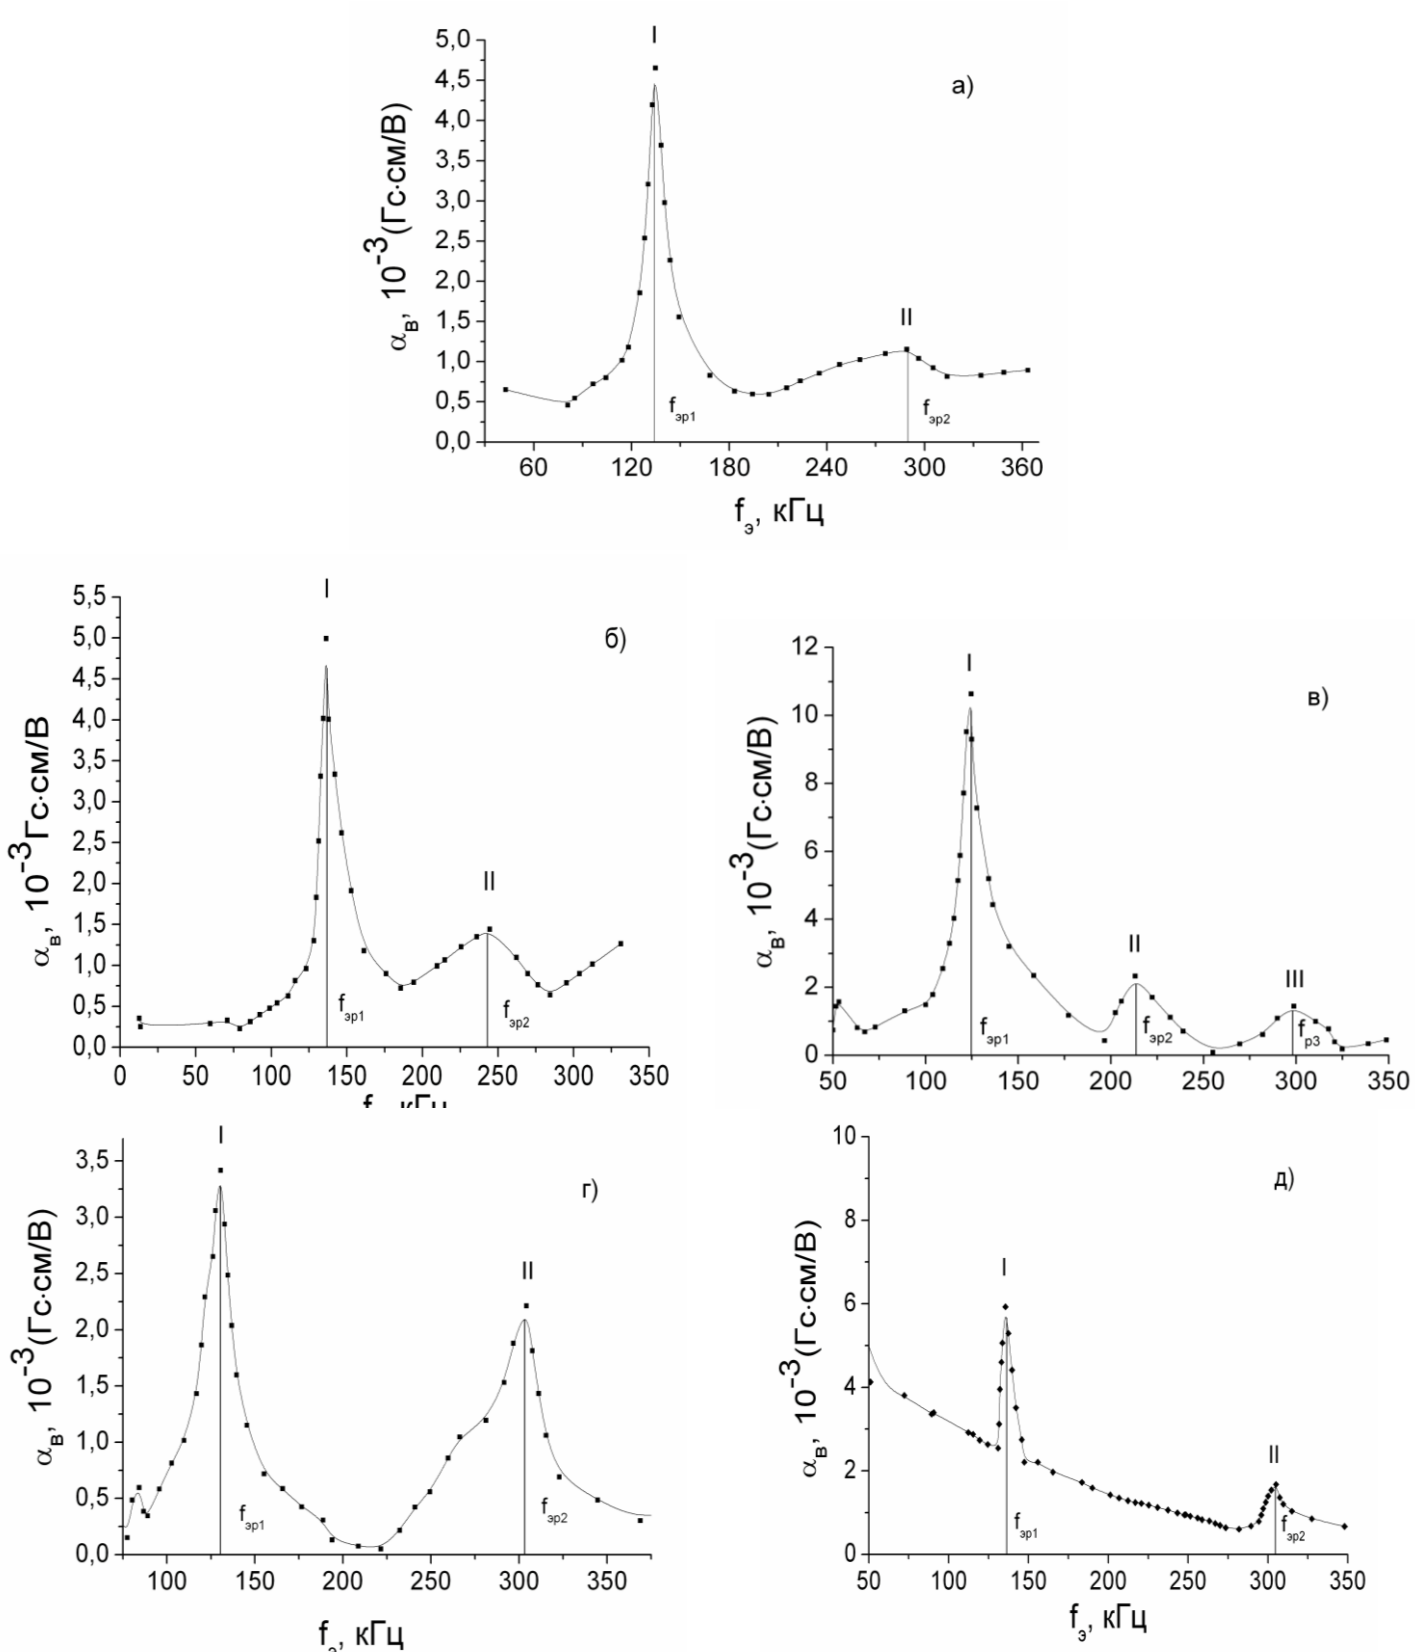 I
5,0
4,5
4,0
3,5
3,0
2,5
2,0
1,5
1,0
0,5
0,0
а)
II
fэр1
fэр2
60 120 180 240 300 360
αв, 10⁻³(Гс·см/В)
fэ, кГц
I
5,5
5,0
4,5
4,0
3,5
3,0
2,5
2,0
1,5
1,0
0,5
0,0
б)
II
fэр1
fэр2
0 50 100 150 200 250 300 350
αв, 10⁻³Гс·см/В
f кГц
I
12
10
8
6
4
2
0
в)
II
III
fэр1
fэр2
fр3
50 100 150 200 250 300 350
αв, 10⁻³(Гс·см/В)
I
3,5
3,0
2,5
2,0
1,5
1,0
0,5
0,0
г)
II
fэр1
fэр2
100 150 200 250 300 350
αв, 10⁻³(Гс·см/В)
fэ, кГц
10
8
6
4
2
0
д)
I
II
fэр1
fэр2
50 100 150 200 250 300 350
αв, 10⁻³(Гс·см/В)
fэ, кГц